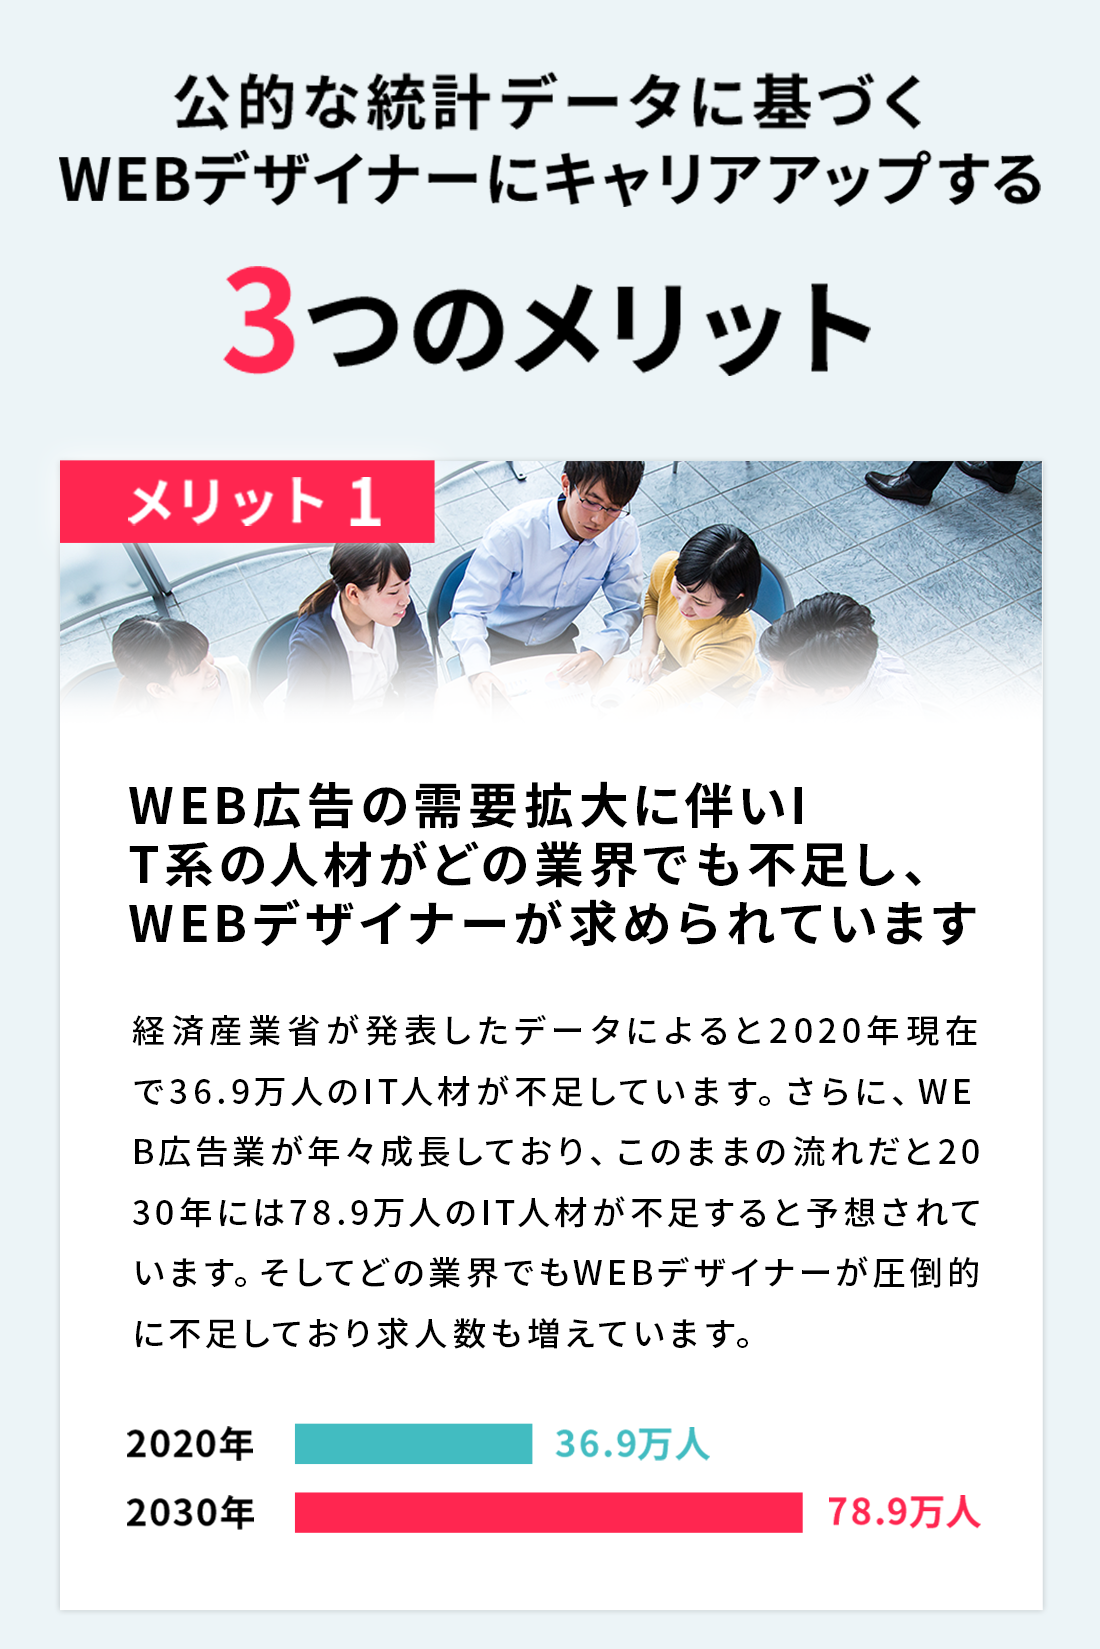 公的な統計データに基づく
WEBデザイナーにキャリアアップする
3つのメリット
メリット 1
WEB広告の需要拡大に伴いI
T系の人材がどの業界でも不足し、
WEBデザイナーが求められています
経済産業省が発表したデータによると2020年現在
で36.9万人のIT人材が不足しています。さらに、WE
B広告業が年々成長しており、このままの流れだと20
30年には78.9万人のIT人材が不足すると予想されて
います。そしてどの業界でもWEBデザイナーが圧倒的
に不足しており求人数も増えています。
2020年 36.9万人
2030年 78.9万人